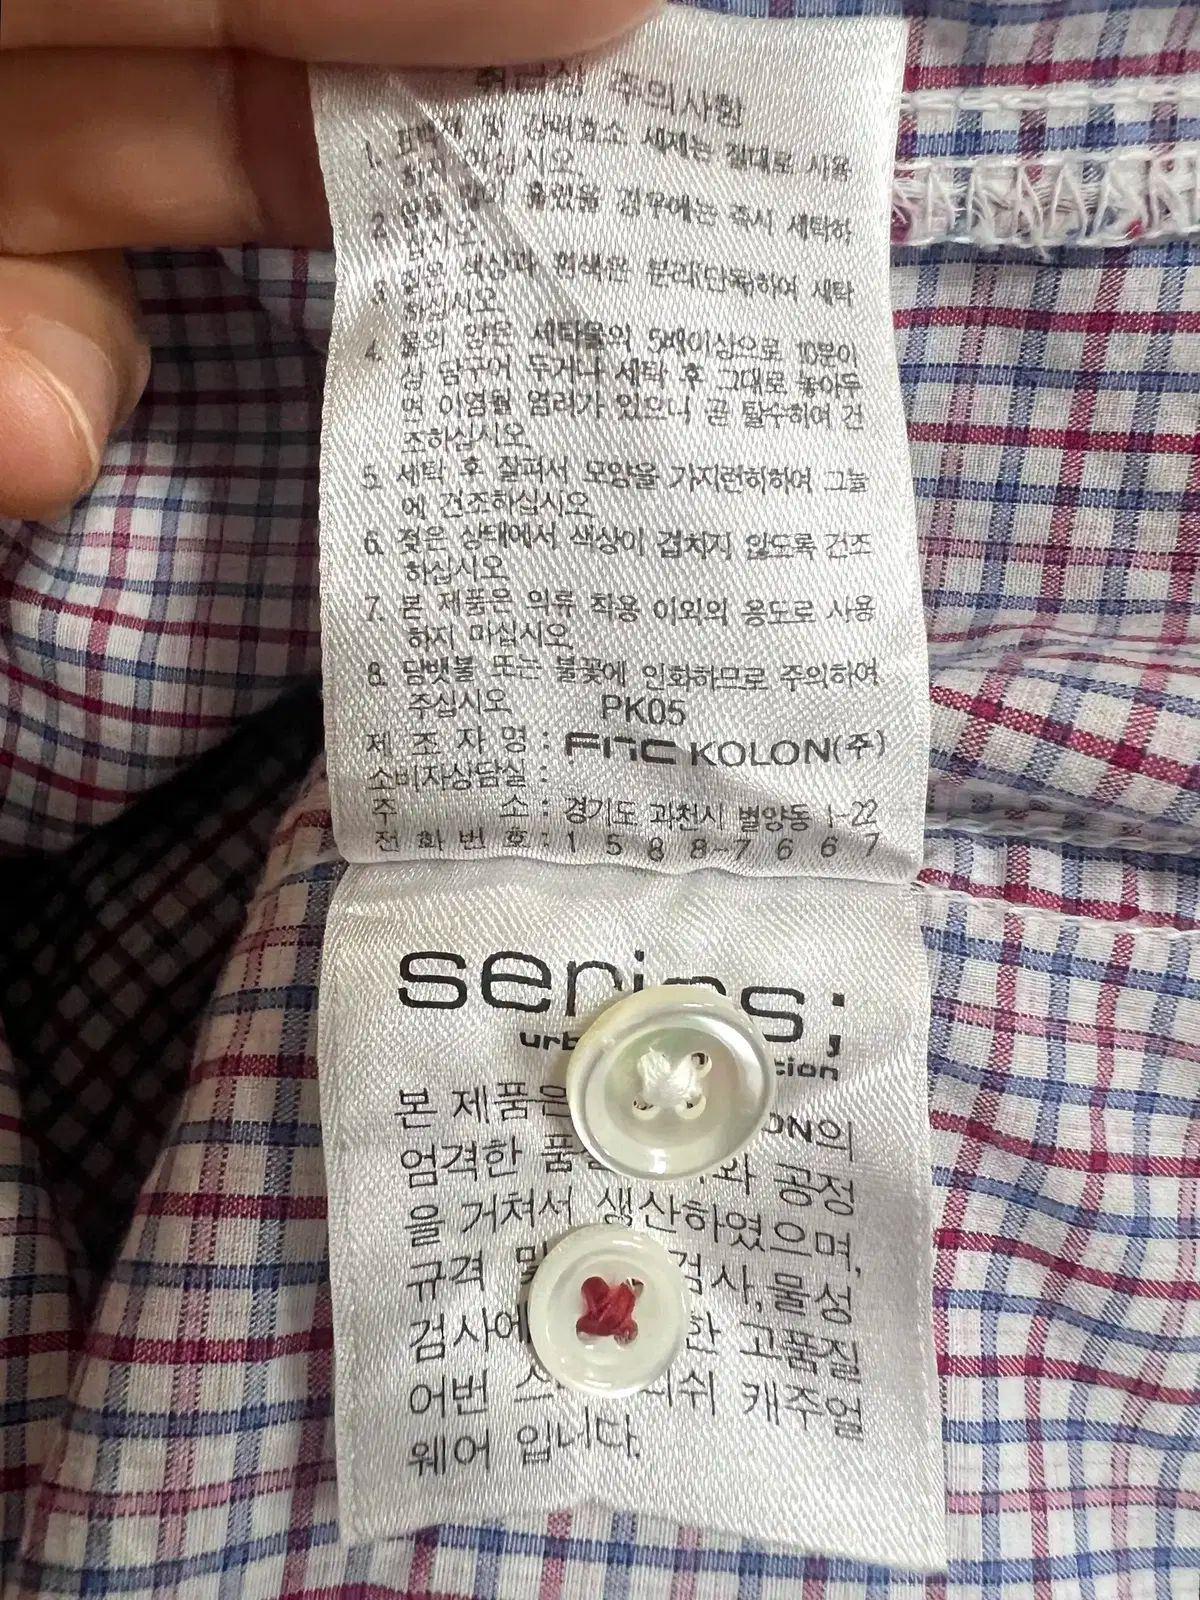 취급시 주의사항
1. 표백제 및 강력효소 세제는 절대로 사용
하지 마십시오.
2. 땀을 많이 흘렸을 경우에는 즉시 세탁하
십시오.
3. 짙은 색상과 흰색은 분리(단독)하여 세탁
하십시오.
4. 물의 양은 세탁물의 5배이상으로 10분이
상 담구어 두거나 세탁 후 그대로 놓아두
면 이염될 염려가 있으니 곧 탈수하여 건
조하십시오.
5. 세탁 후 잘펴서 모양을 가지런히하여 그늘
에 건조하십시오.
6. 젖은 상태에서 색상이 겹치지 않도록 건조
하십시오.
7. 본 제품은 의류 착용 이외의 용도로 사용
하지 마십시오.
8. 담뱃불 또는 불꽃에 인화하므로 주의하여
주십시오. PK05
제 조 자 명 : FnC KOLON(주)
소비자상담실 :
주 소 : 경기도 과천시 별양동 1-22
전 화 번 호 : 1 5 8 8 - 7 6 6 7
series;
본 제품은 의
엄격한 공정
을 거쳐서 생산하였으며,
규격 및 검사, 물성
검사에 고품질
어번 캐주얼
웨어 입니다.